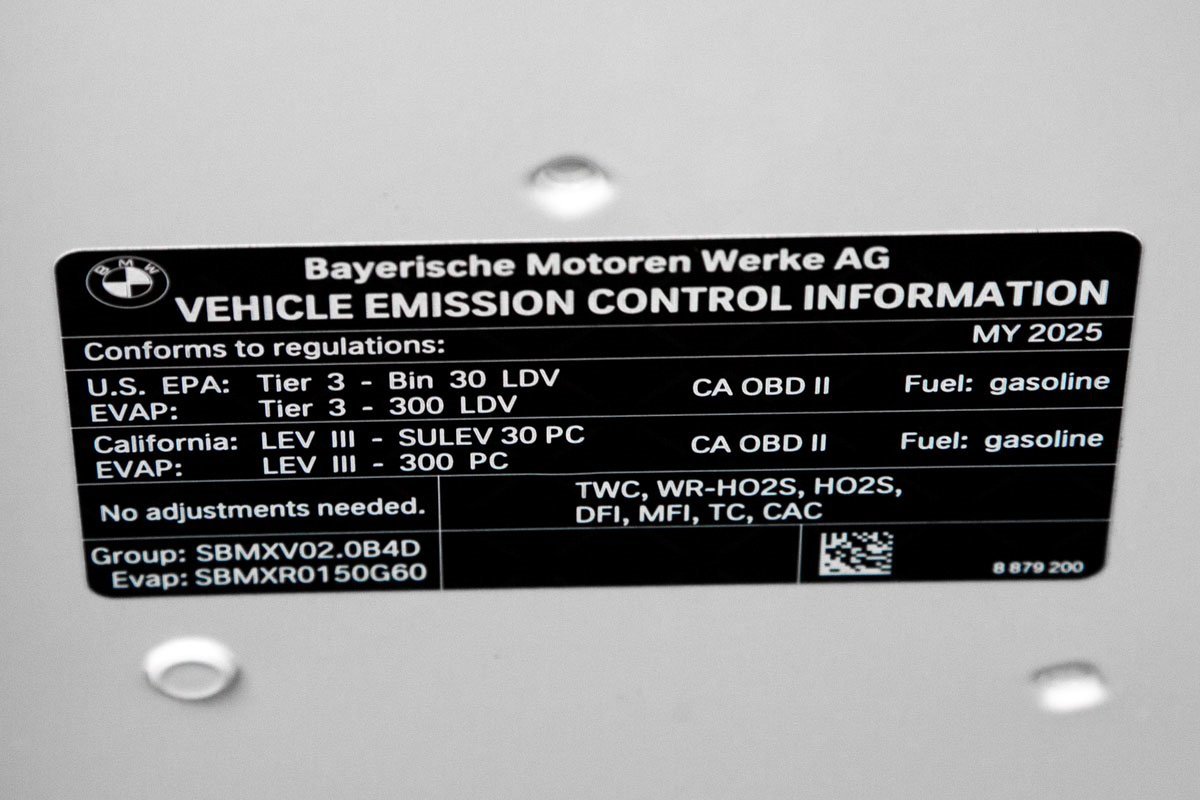 BMW
Bayerische Motoren Werke AG
VEHICLE EMISSION CONTROL INFORMATION
Conforms to regulations: MY 2025
U.S. EPA: Tier 3 - Bin 30 LDV CA OBD II Fuel: gasoline
EVAP: Tier 3 - 300 LDV
California: LEV III - SULEV 30 PC CA OBD II Fuel: gasoline
EVAP: LEV III - 300 PC
No adjustments needed. TWC, WR-HO2S, HO2S,
DFI, MFI, TC, CAC
Group: SBMXV02.0B4D
Evap: SBMXR0150G60 8 879 200